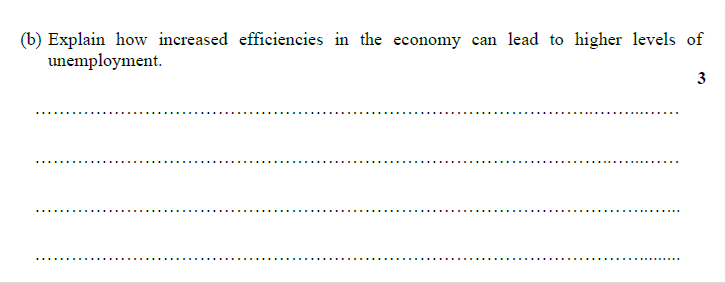 (b) Explain how increased efficiencies in the economy can lead to higher levels of
unemployment.
3